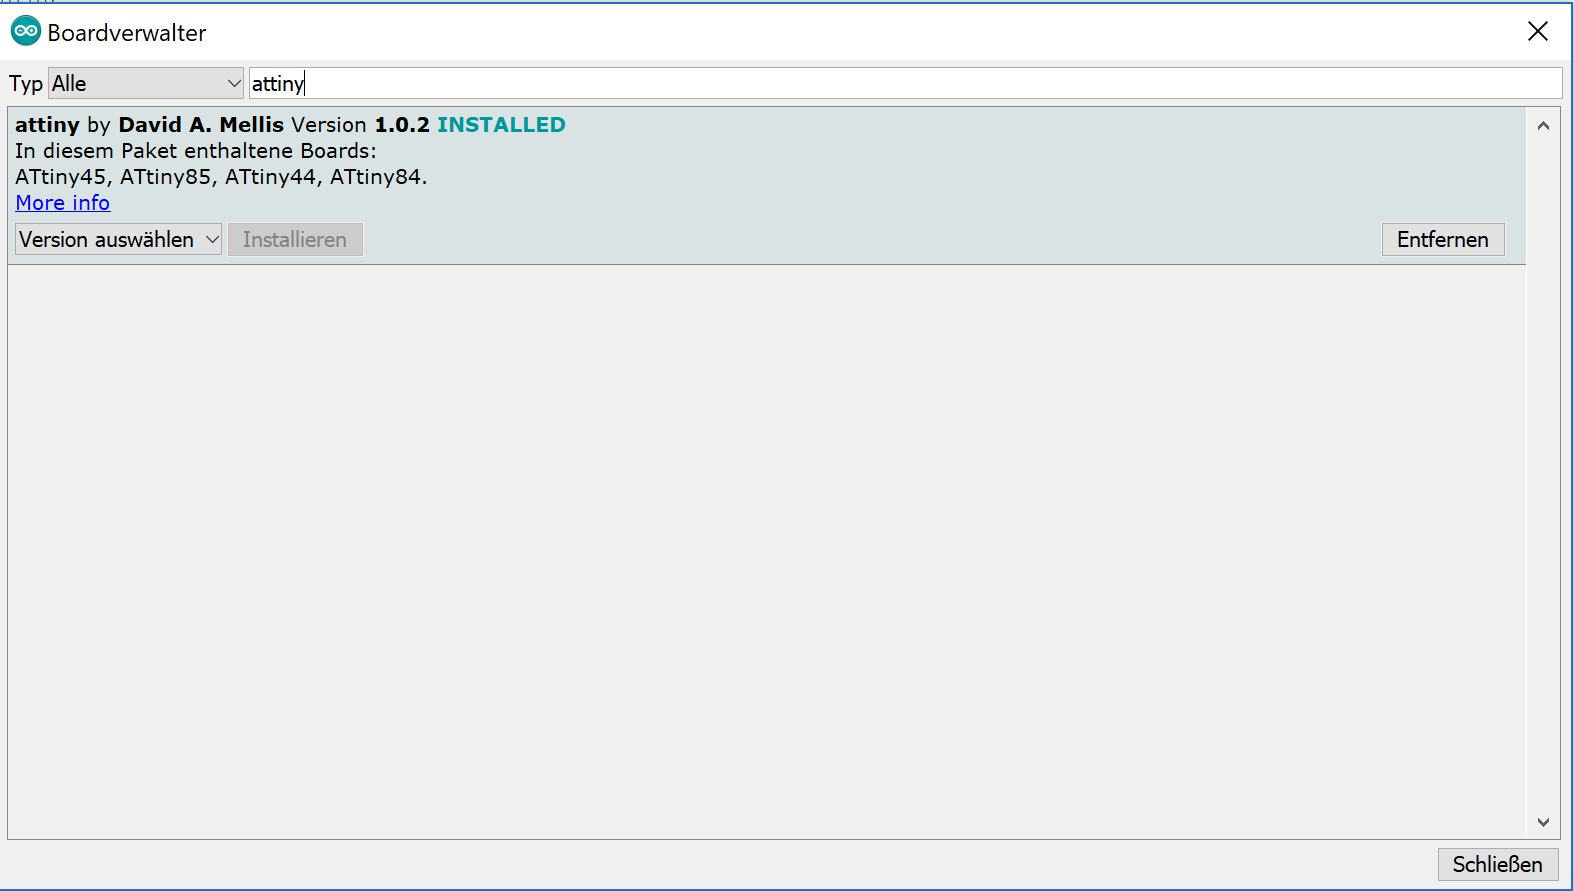 Boardverwalter
Typ Alle attiny
attiny by David A. Mellis Version 1.0.2 INSTALLED
In diesem Paket enthaltene Boards:
ATtiny45, ATtiny85, ATtiny44, ATtiny84.
More info
Version auswählen Installieren Entfernen
Schließen